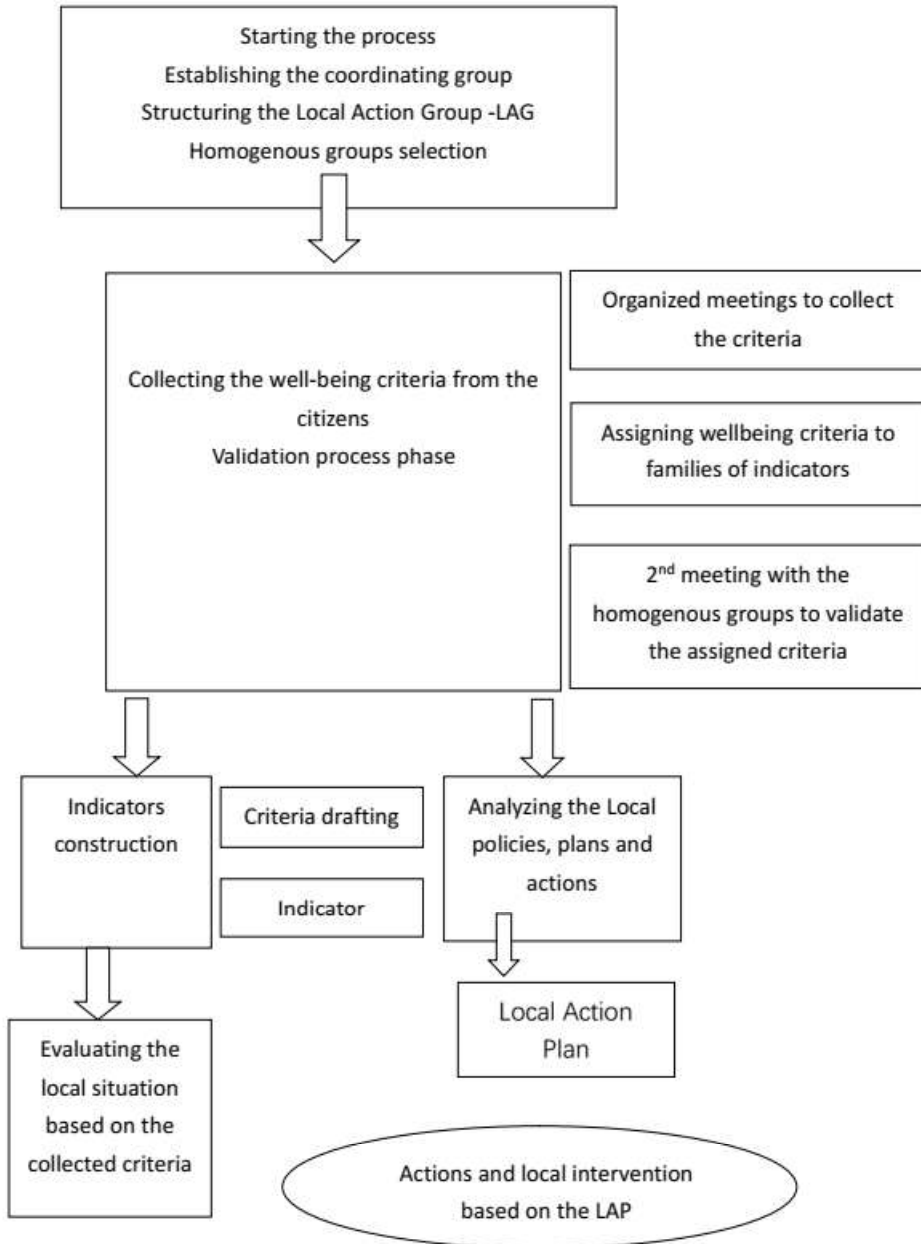 Starting the process
Establishing the coordinating group
Structuring the Local Action Group -LAG
Homogenous groups selection
Collecting the well-being criteria from the
citizens
Validation process phase
Organized meetings to collect
the criteria
Assigning wellbeing criteria to
families of indicators
2nd meeting with the
homogenous groups to validate
the assigned criteria
Indicators
construction
Criteria drafting
Indicator
Analyzing the Local
policies, plans and
actions
Local Action
Plan
Evaluating the
local situation
based on the
collected criteria
Actions and local intervention
based on the LAP